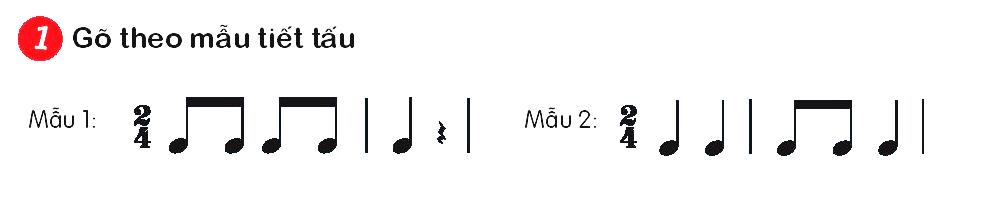 1 Gõ theo mẫu tiết tấu
Mẫu 1: 2 4 Mẫu 2: 2 4